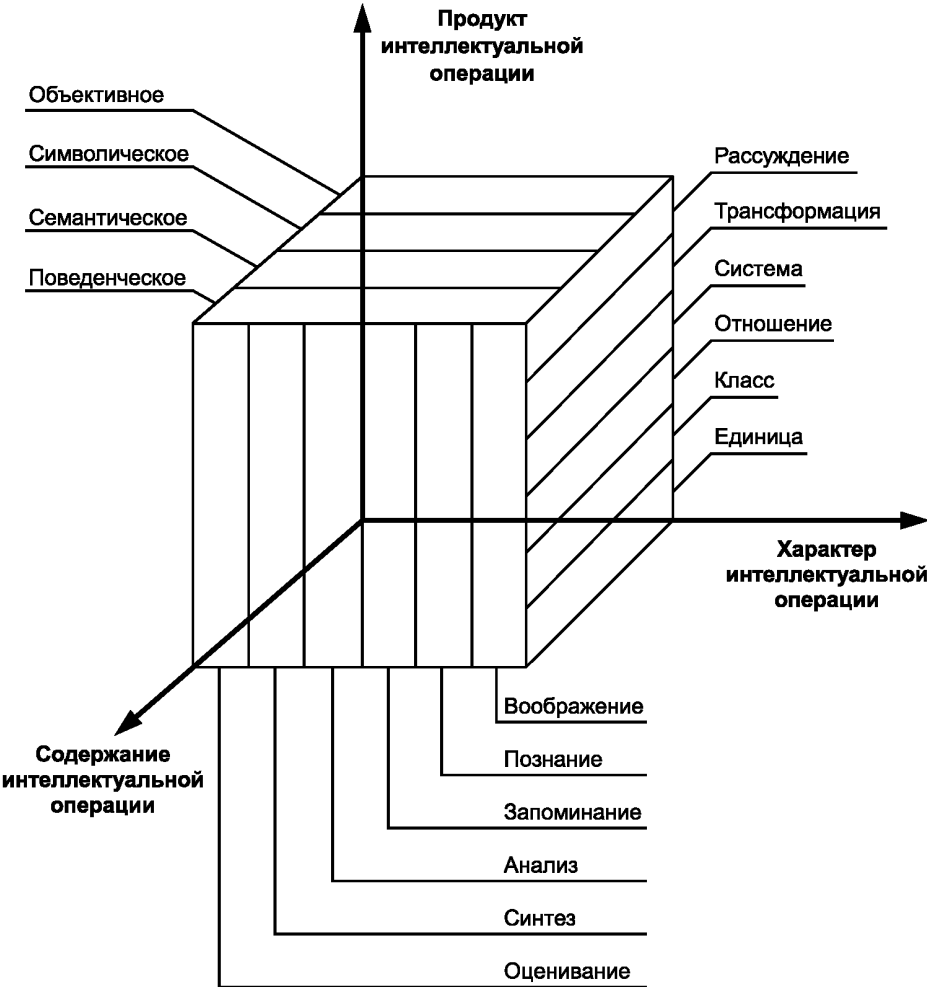 Продукт
интеллектуальной
операции
Объективное
Символическое
Семантическое
Поведенческое
Рассуждение
Трансформация
Система
Отношение
Класс
Единица
Характер
интеллектуальной
операции
Содержание
интеллектуальной
операции
Воображение
Познание
Запоминание
Анализ
Синтез
Оценивание